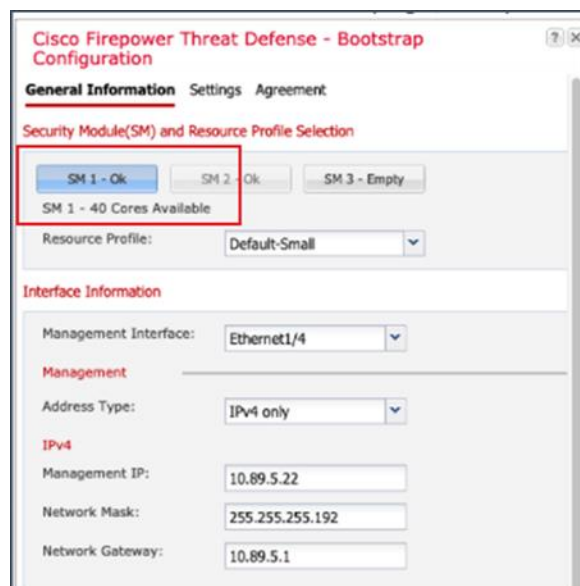 Cisco Firepower Threat Defense - Bootstrap
Configuration
General Information Settings Agreement
Security Module(SM) and Resource Profile Selection
SM 1 - Ok SM 2 - Ok SM 3 - Empty
SM 1 - 40 Cores Available
Resource Profile: Default-Small
Interface Information
Management Interface: Ethernet1/4
Management
Address Type: IPv4 only
IPv4
Management IP: 10.89.5.22
Network Mask: 255.255.255.192
Network Gateway: 10.89.5.1